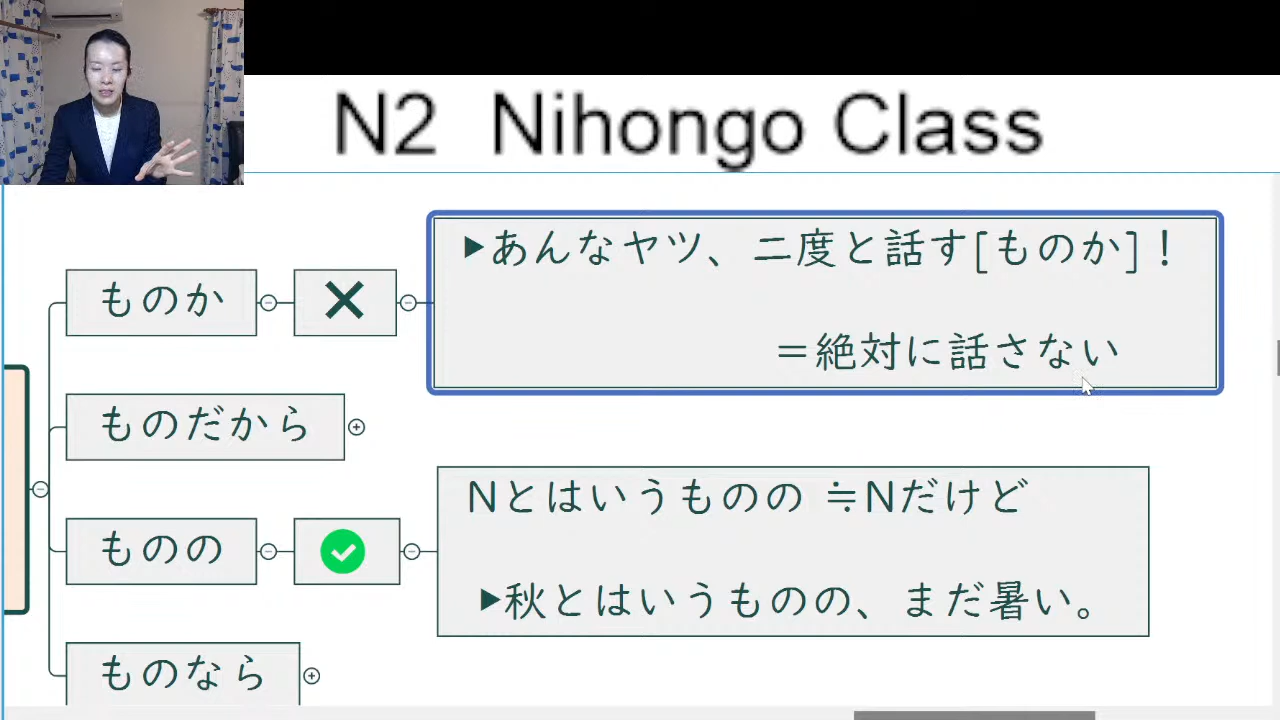 N2 Nihongo Class
▶あんなヤツ、二度と話す[ものか]！
＝絶対に話さない
ものか
ものだから
Nとはいうものの ≒Nだけど
▶秋とはいうものの、まだ暑い。
ものの
ものなら